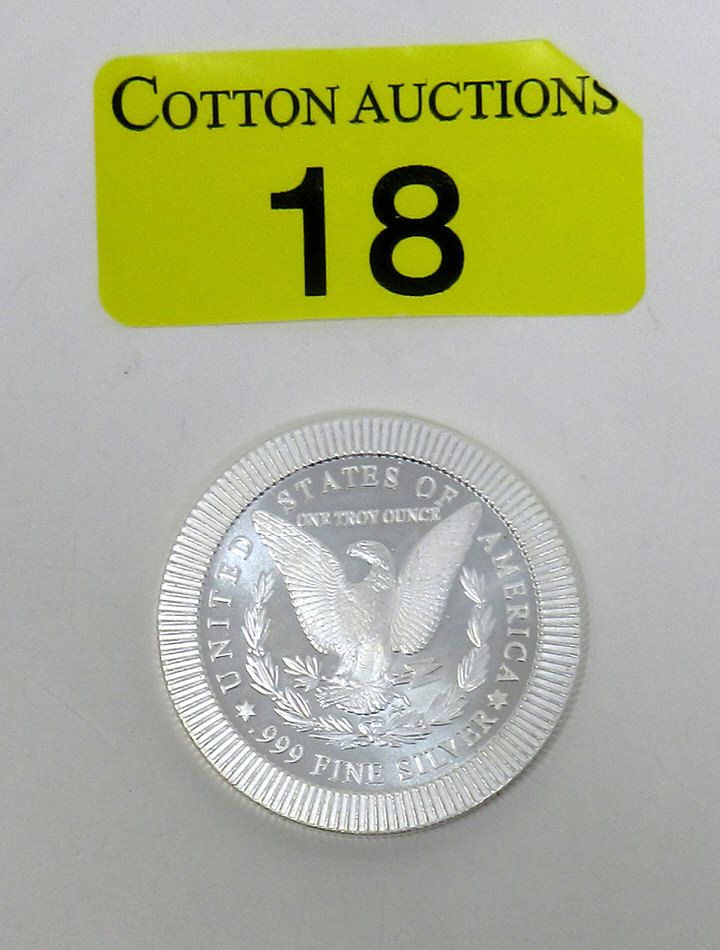 COTTON AUCTIONS
18
UNITED STATES OF AMERICA
ONE TROY OUNCE
.999 FINE SILVER